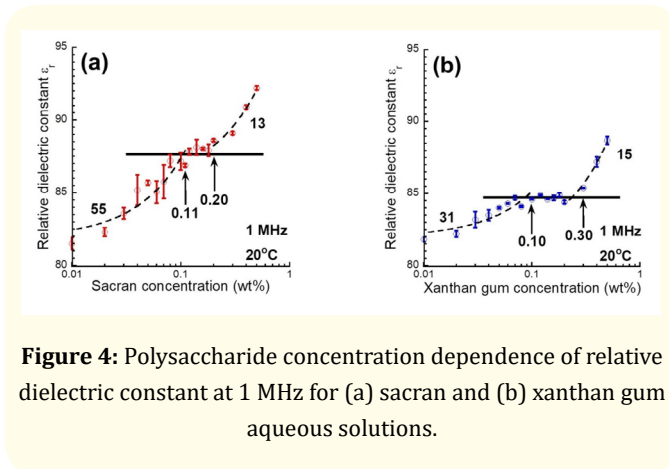 95
(a)
Relative dielectric constant εr
90
85
80
13
55
0.20
0.11
1 MHz
20°C
0.01
0.1
1
Sacran concentration (wt%)
95
(b)
Relative dielectric constant εr
90
85
80
15
31
0.10
0.30
1 MHz
20°C
0.01
0.1
1
Xanthan gum concentration (wt%)
Figure 4: Polysaccharide concentration dependence of relative
dielectric constant at 1 MHz for (a) sacran and (b) xanthan gum
aqueous solutions.